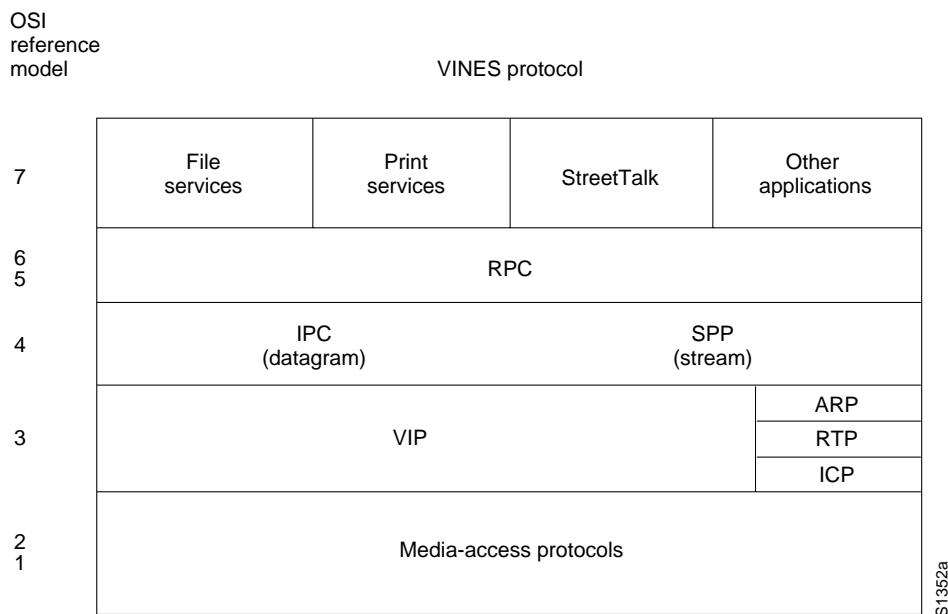 OSI
reference
model
VINES protocol
7
File
services
Print
services
StreetTalk
Other
applications
6
5
RPC
4
IPC
(datagram)
SPP
(stream)
3
VIP
ARP
RTP
ICP
2
1
Media-access protocols
S1352a